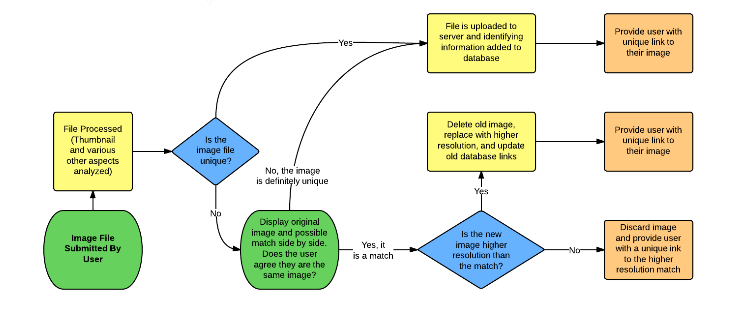 File is uploaded to
server and identifying
information added to
database
Provide user with
unique link to
their image
Yes
File Processed
(Thumbnail
and various
other aspects
analyzed)
Is the
image file
unique?
Delete old image,
replace with higher
resolution, and update
old database links
Provide user with
unique link to
their image
No, the image
is definitely unique
Yes
No
Image File
Submitted By
User
Display original
image and possible
match side by side.
Does the user
agree they are the
same image?
Yes, it
is a match
Is the new
image higher
resolution than
the match?
No
Discard image
and provide user
with a unique ink
to the higher
resolution match